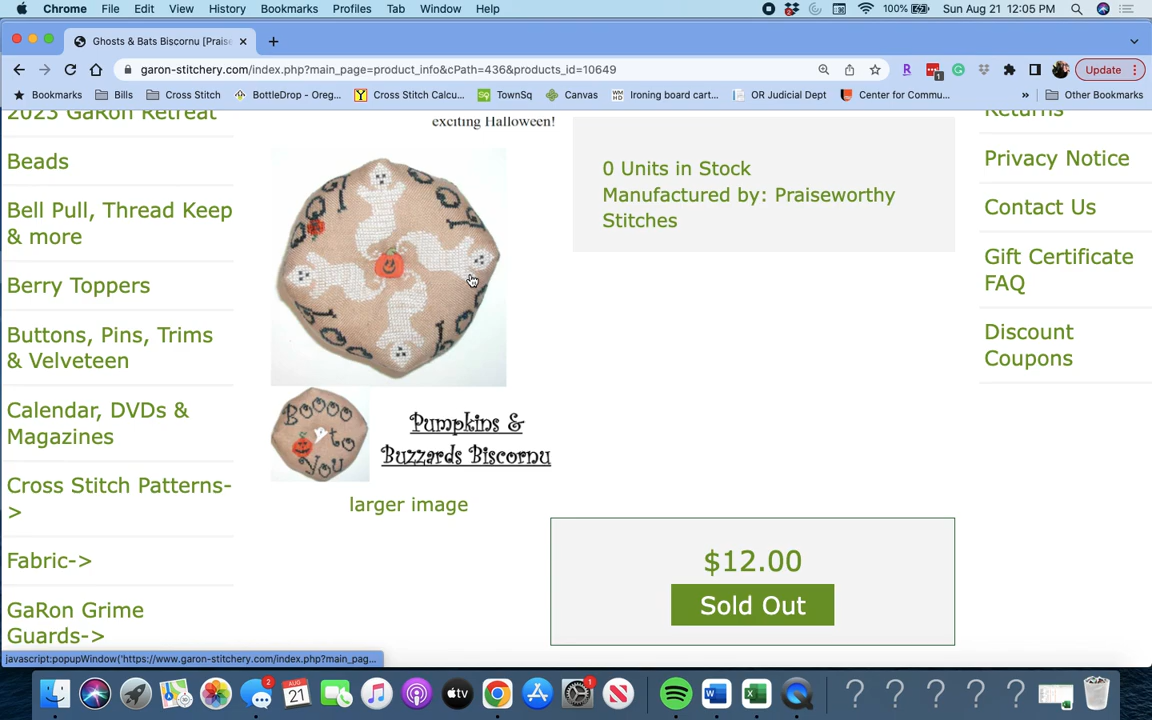 Chrome File Edit View History Bookmarks Profiles Tab Window Help 100% Sun Aug 21 12:05 PM
Ghosts & Bats Biscornu [Praise
garon-stitchery.com/index.php?main_page=product_info&cPath=436&products_id=10649 Update
Bookmarks Bills Cross Stitch BottleDrop - Oreg... Cross Stitch Calcu... TownSq Canvas Ironing board cart... OR Judicial Dept Center for Commu... » Other Bookmarks
2023 GaRon Retreat
Beads
Bell Pull, Thread Keep
& more
Berry Toppers
Buttons, Pins, Trims
& Velveteen
Calendar, DVDs &
Magazines
Cross Stitch Patterns-
>
Fabric->
GaRon Grime
Guards->
exciting Halloween!
Boooo
to
You
Pumpkins &
Buzzards Biscornu
larger image
0 Units in Stock
Manufactured by: Praiseworthy
Stitches
$12.00
Sold Out
Returns
Privacy Notice
Contact Us
Gift Certificate
FAQ
Discount
Coupons
javascript:popupWindow('https://www.garon-stitchery.com/index.php?main_pag...
AUG
21
tv